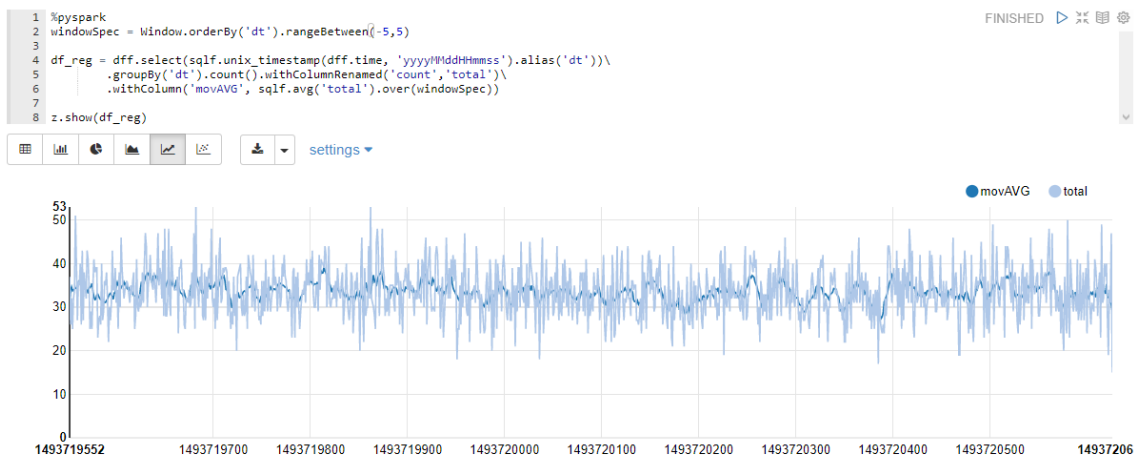 FINISHED
1 %pyspark
2 windowSpec = Window.orderBy('dt').rangeBetween(-5,5)
3
4 df_reg = dff.select(sqlf.unix_timestamp(dff.time, 'yyyyMMddHHmmss').alias('dt'))\
5 .groupBy('dt').count().withColumnRenamed('count','total')\
6 .withColumn('movAVG', sqlf.avg('total').over(windowSpec))
7
8 z.show(df_reg)
settings
movAVG total
53
50
40
30
20
10
0
1493719552 1493719700 1493719800 1493719900 1493720000 1493720100 1493720200 1493720300 1493720400 1493720500 14937206